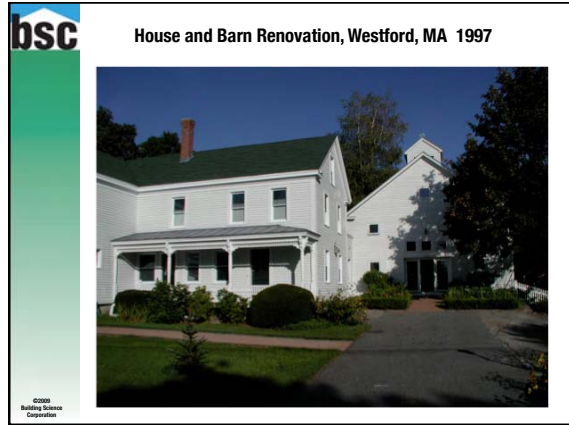 bsc
House and Barn Renovation, Westford, MA 1997
©2009
Building Science
Corporation